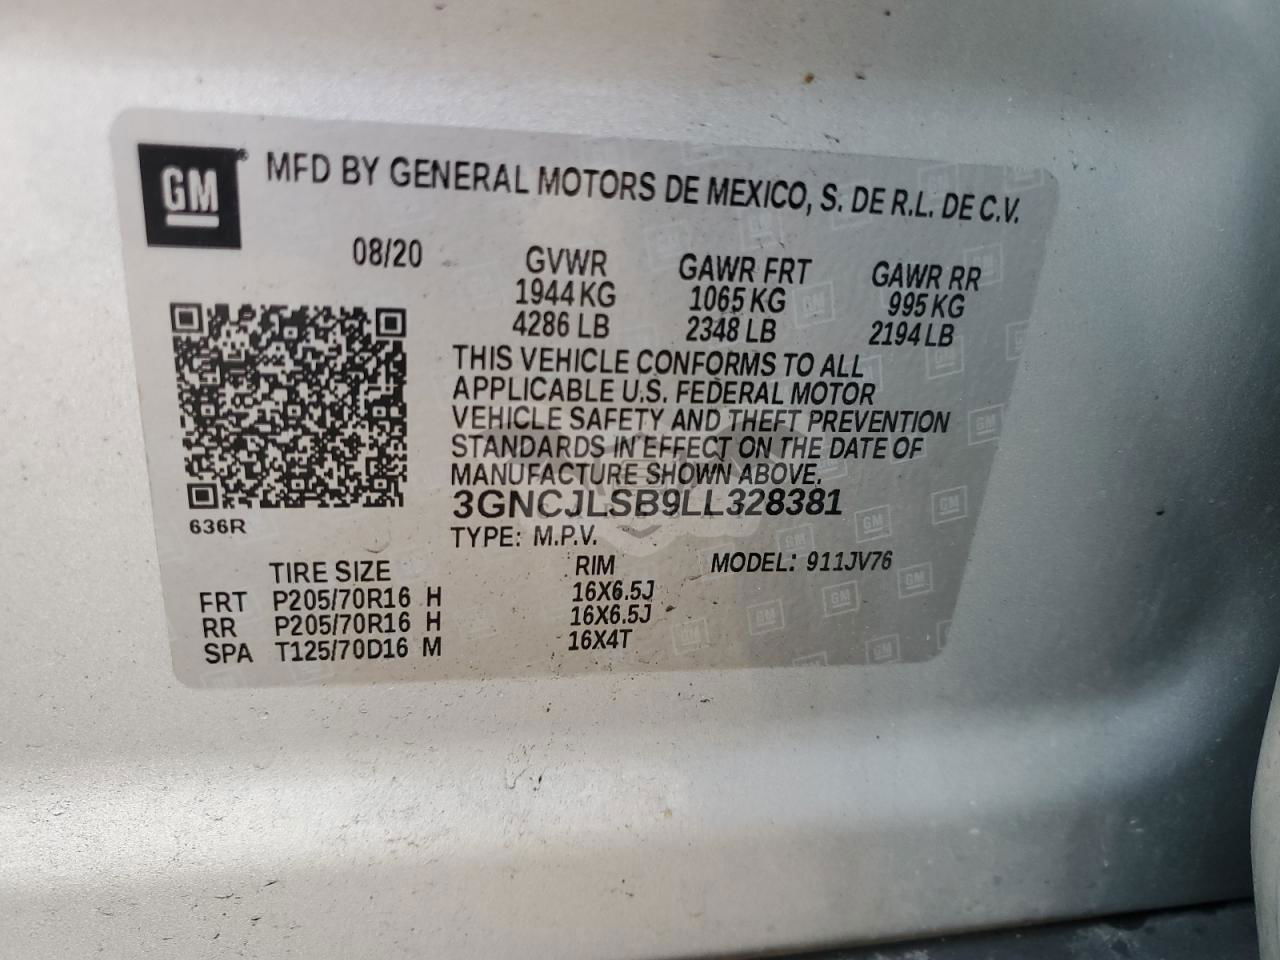 GM
MFD BY GENERAL MOTORS DE MEXICO, S. DE R.L. DE C.V.
08/20 GVWR GAWR FRT GAWR RR
1944 KG 1065 KG 995 KG
4286 LB 2348 LB 2194 LB
THIS VEHICLE CONFORMS TO ALL
APPLICABLE U.S. FEDERAL MOTOR
VEHICLE SAFETY AND THEFT PREVENTION
STANDARDS IN EFFECT ON THE DATE OF
MANUFACTURE SHOWN ABOVE.
3GNCJLSB9LL328381
636R
TYPE: M.P.V.
TIRE SIZE RIM MODEL: 911JV76
FRT P205/70R16 H 16X6.5J
RR P205/70R16 H 16X6.5J
SPA T125/70D16 M 16X4T